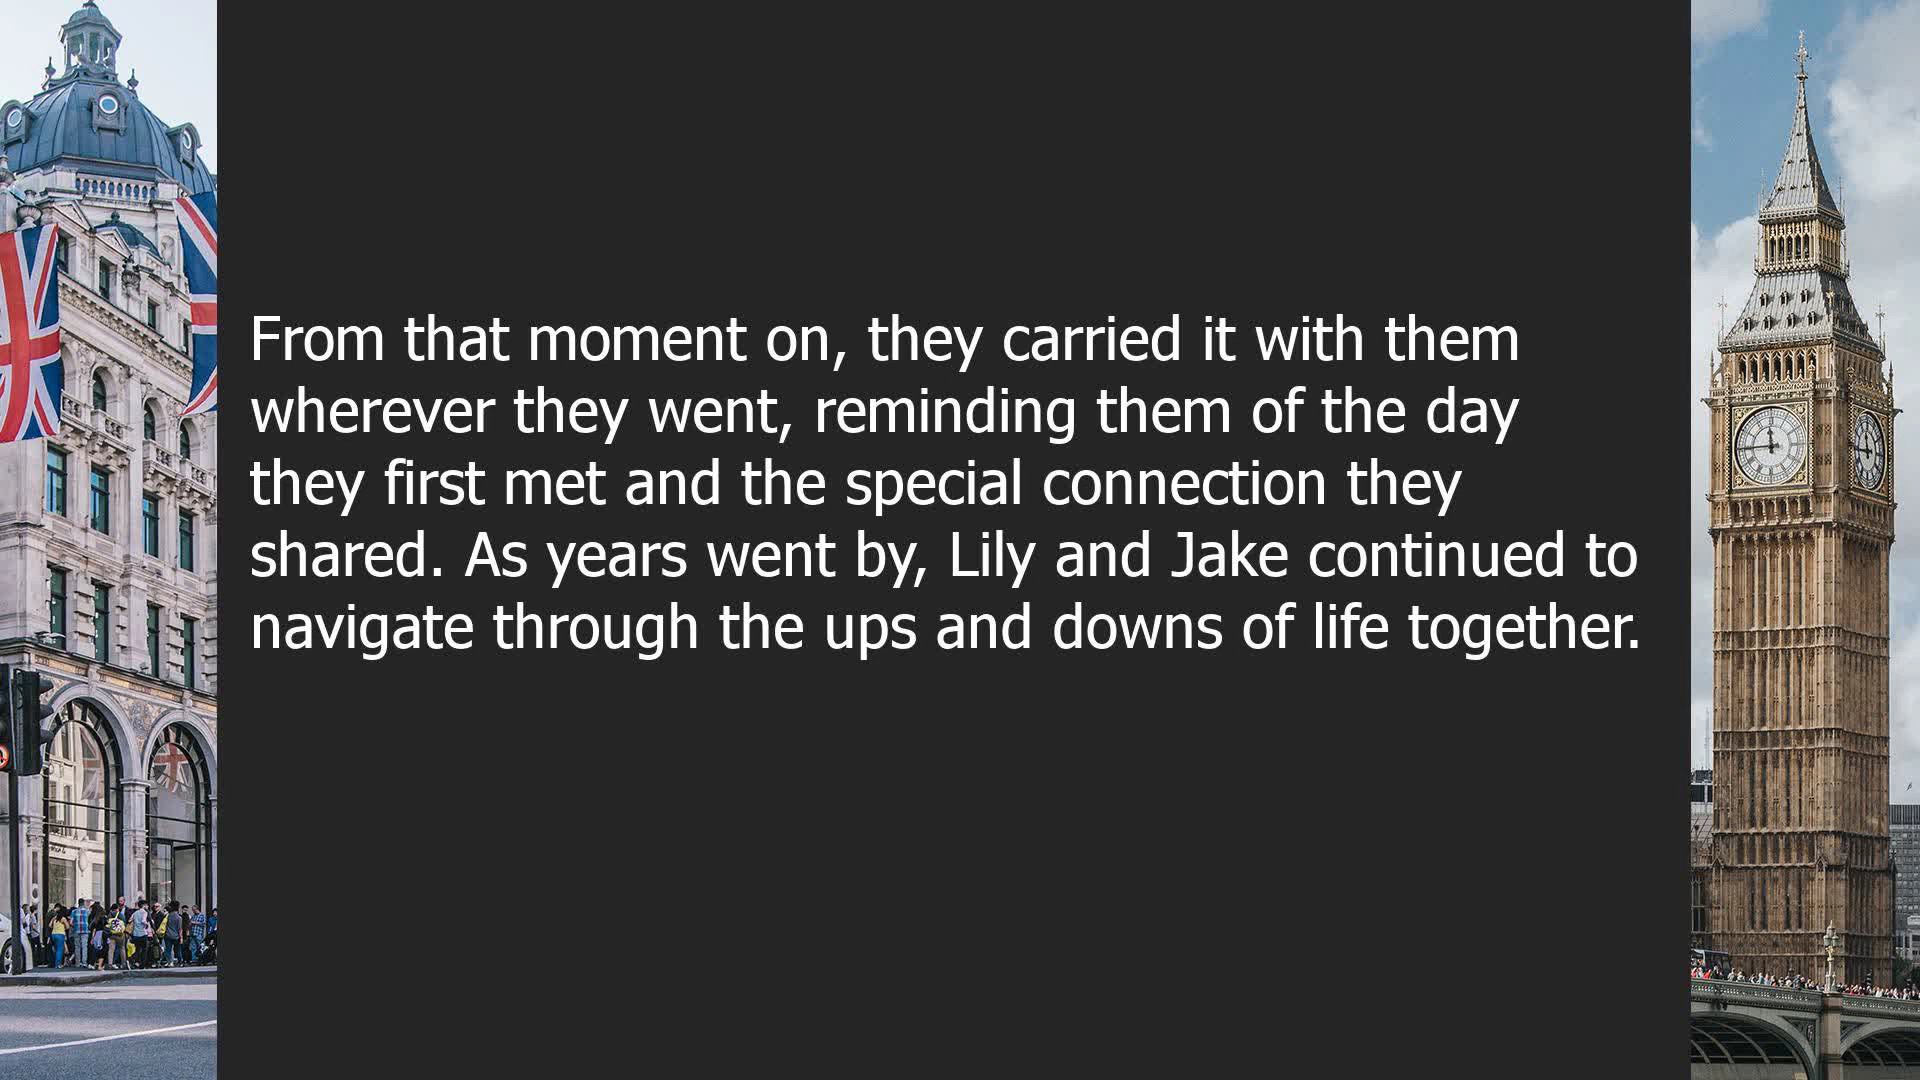 From that moment on, they carried it with them
wherever they went, reminding them of the day
they first met and the special connection they
shared. As years went by, Lily and Jake continued to
navigate through the ups and downs of life together.